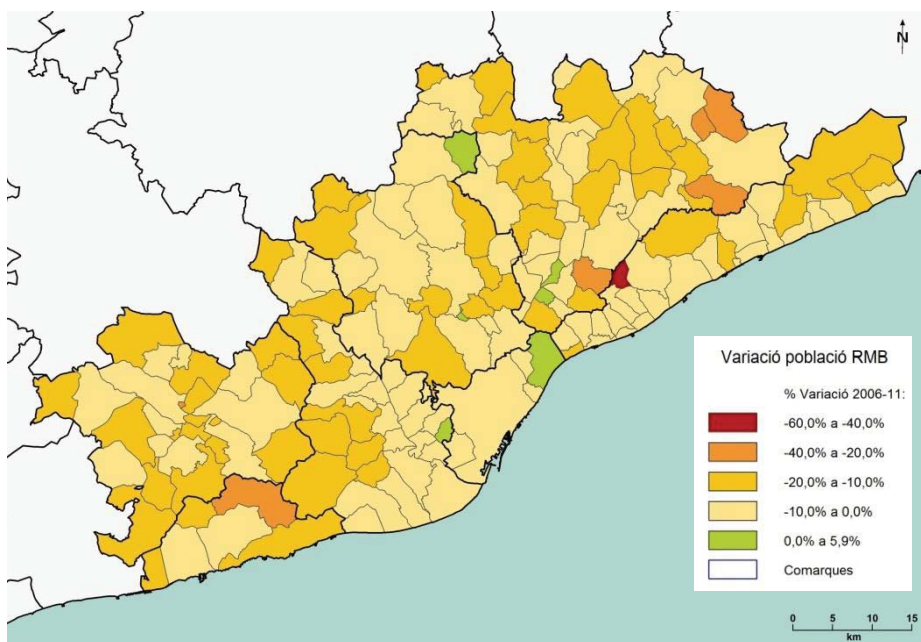 N
Variació població RMB
% Variació 2006-11:
-60,0% a -40,0%
-40,0% a -20,0%
-20,0% a -10,0%
-10,0% a 0,0%
0,0% a 5,9%
Comarques
0 5 10 15
km